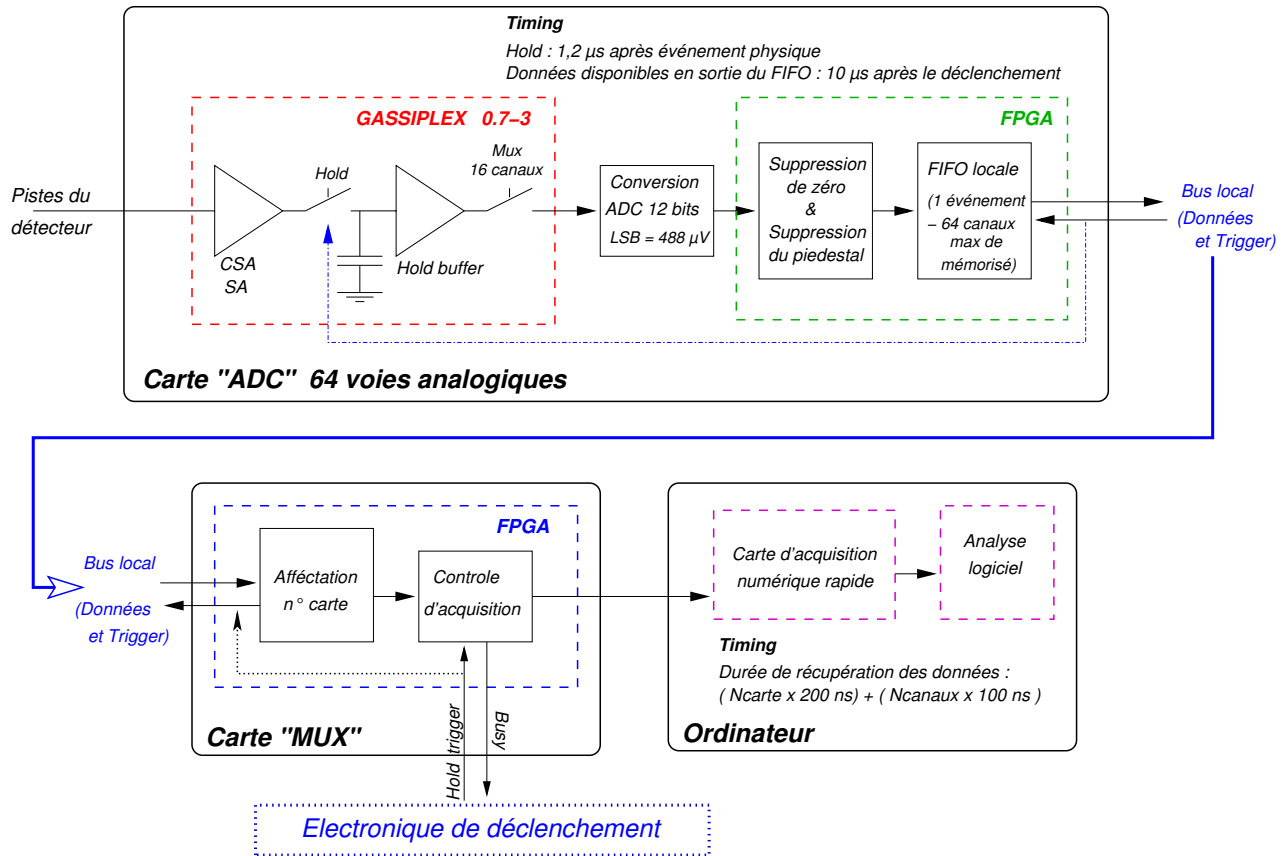 Timing
Hold : 1,2 µs après événement physique
Données disponibles en sortie du FIFO : 10 µs après le déclenchement
GASSIPLEX 0.7–3
FPGA
Pistes du
détecteur
Hold
Mux
16 canaux
CSA
SA
Hold buffer
Conversion
ADC 12 bits
LSB = 488 µV
Suppression
de zéro
&
Suppression
du piedestal
FIFO locale
(1 événement
– 64 canaux
max de
mémorisé)
Bus local
(Données
et Trigger)
Carte "ADC" 64 voies analogiques
FPGA
Bus local
(Données
et Trigger)
Afféctation
n° carte
Controle
d'acquisition
Carte d'acquisition
numérique rapide
Analyse
logiciel
Timing
Durée de récupération des données :
( Ncarte x 200 ns) + ( Ncanaux x 100 ns )
Carte "MUX"
Hold trigger
Busy
Ordinateur
Electronique de déclenchement